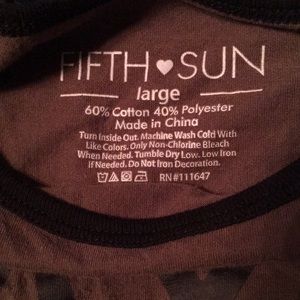 FIFTH SUN
large
60% Cotton 40% Polyester
Made in China
Turn Inside Out. Machine Wash Cold With
Like Colors. Only Non-Chlorine Bleach
When Needed. Tumble Dry Low. Low Iron
if Needed. Do Not Iron Decoration.
RN#111647